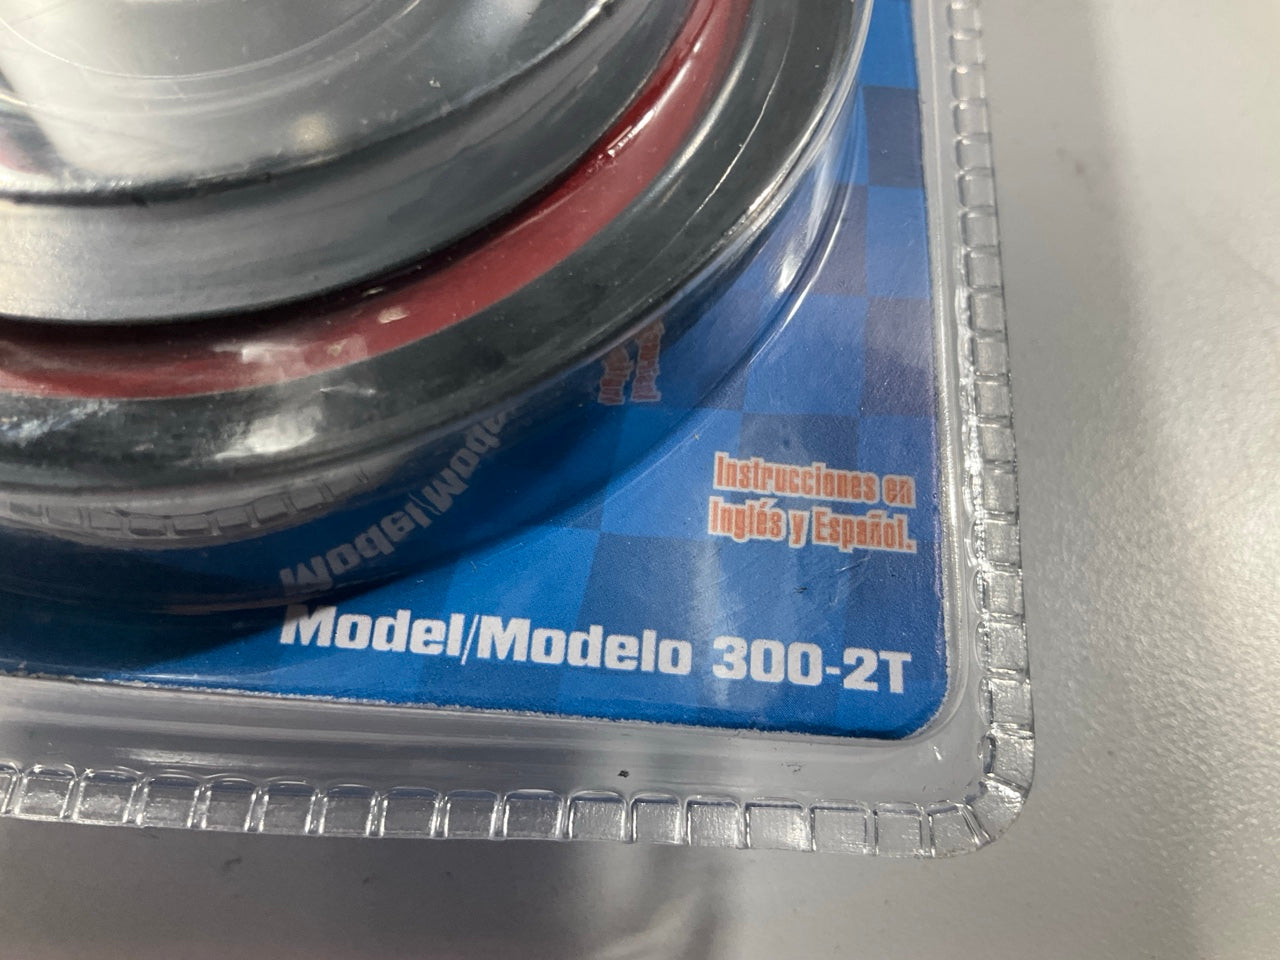 Instrucciones en
Inglés y Español.
Model/Modelo 300-2T